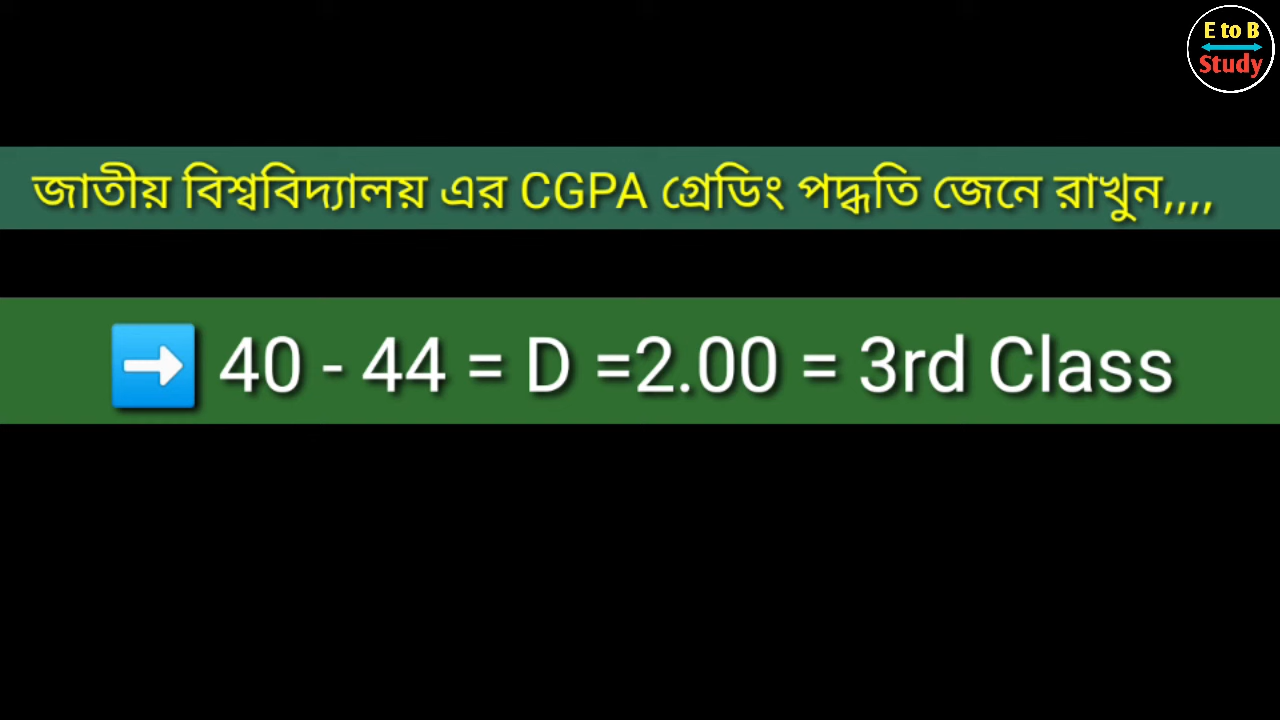 E to B
Study
জাতীয় বিশ্ববিদ্যালয় এর CGPA গ্রেডিং পদ্ধতি জেনে রাখুন,,,,
➡ 40 - 44 = D =2.00 = 3rd Class